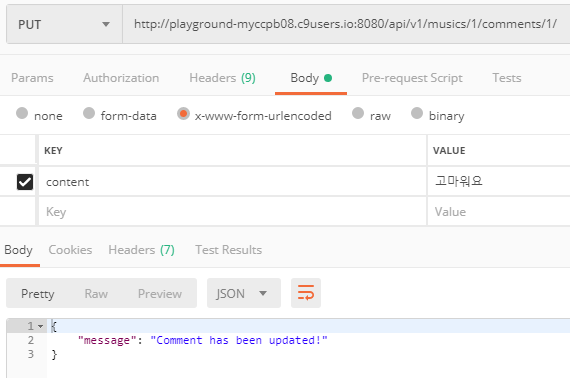 PUT http://playground-myccpb08.c9users.io:8080/api/v1/musics/1/comments/1/
Params Authorization Headers (9) Body Pre-request Script Tests
none form-data x-www-form-urlencoded raw binary
KEY VALUE
content 고마워요
Key Value
Body Cookies Headers (7) Test Results
Pretty Raw Preview JSON
1 {
2 "message": "Comment has been updated!"
3 }